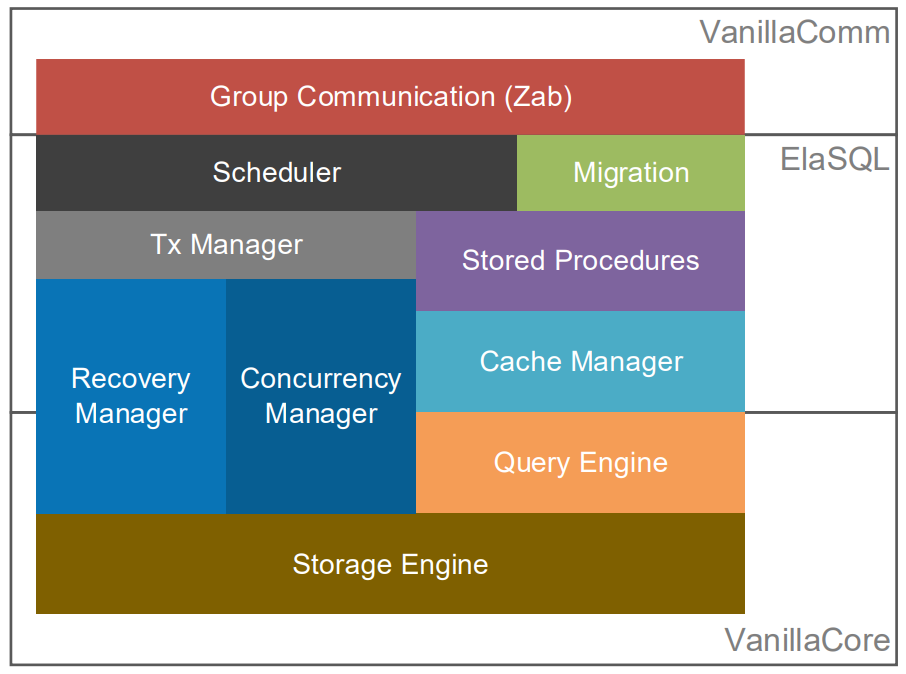 VanillaComm
Group Communication (Zab)
ElaSQL
Scheduler
Migration
Tx Manager
Stored Procedures
Recovery
Manager
Concurrency
Manager
Cache Manager
Query Engine
Storage Engine
VanillaCore